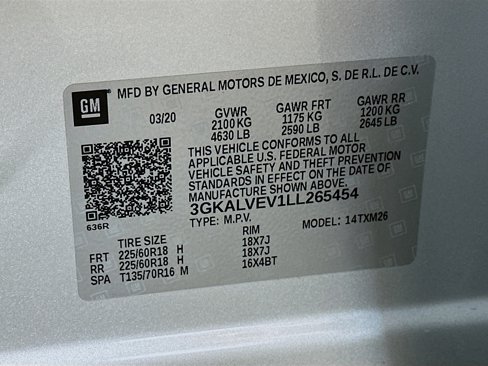 GM
MFD BY GENERAL MOTORS DE MEXICO, S. DE R.L. DE C.V.
03/20 GVWR GAWR FRT GAWR RR
2100 KG 1175 KG 1200 KG
4630 LB 2590 LB 2645 LB
THIS VEHICLE CONFORMS TO ALL
APPLICABLE U.S. FEDERAL MOTOR
VEHICLE SAFETY AND THEFT PREVENTION
STANDARDS IN EFFECT ON THE DATE OF
MANUFACTURE SHOWN ABOVE.
3GKALVEV1LL265454
636R TYPE: M.P.V. MODEL: 14TXM26
TIRE SIZE RIM
FRT 225/60R18 H 18X7J
RR 225/60R18 H 18X7J
SPA T135/70R16 M 16X4BT